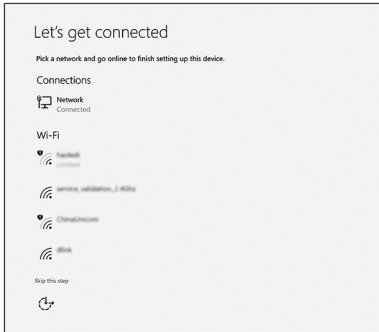 Let's get connected
Pick a network and go online to finish setting up this device.
Connections
Network
Connected
Wi-Fi
Limited
service_validation_2.4Ghz
ChinaUnicom
dlink
Skip this step